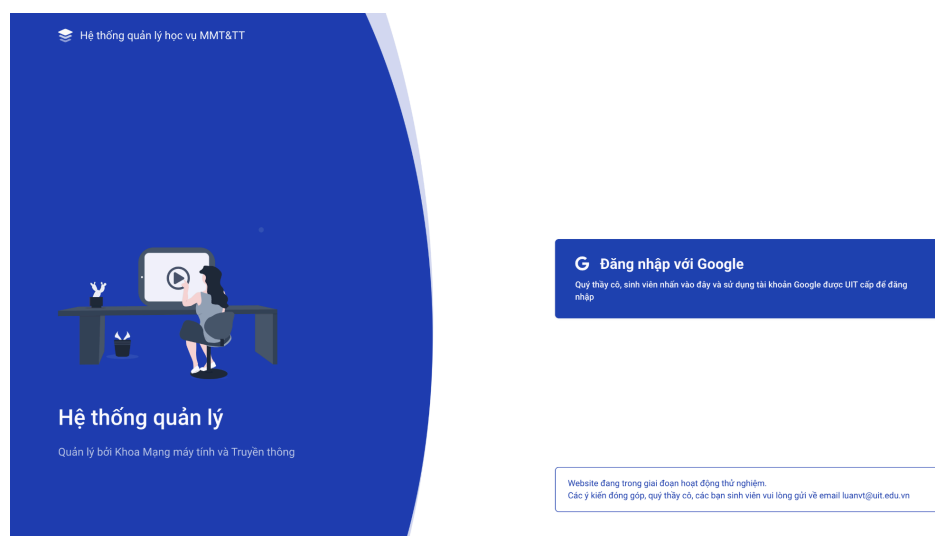 Hệ thống quản lý học vụ MMT&TT
Hệ thống quản lý
Quản lý bởi Khoa Mạng máy tính và Truyền thông
Đăng nhập với Google
Quý thầy cô, sinh viên nhấn vào đây và sử dụng tài khoản Google được UIT cấp để đăng
nhập
Website đang trong giai đoạn hoạt động thử nghiệm.
Các ý kiến đóng góp, quý thầy cô, các bạn sinh viên vui lòng gửi về email luanvt@uit.edu.vn